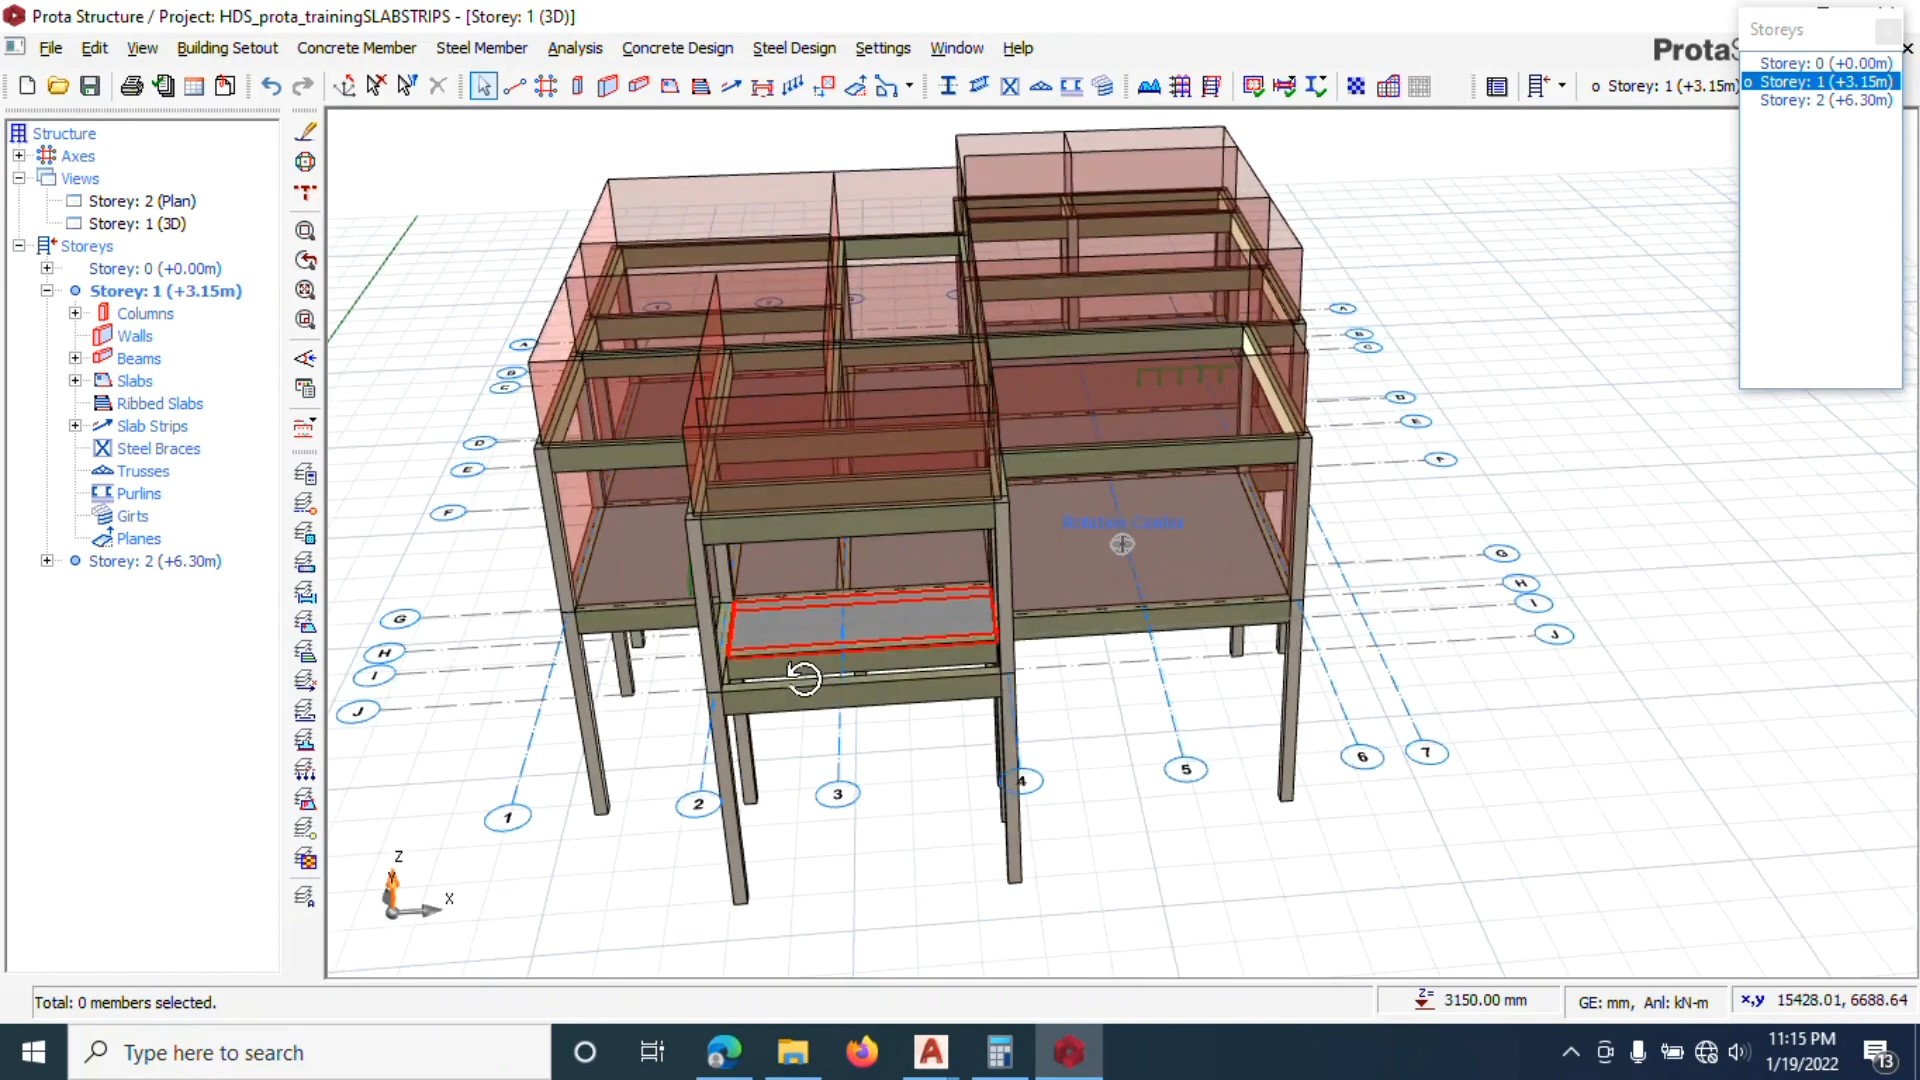 Prota Structure / Project: HDS_prota_trainingSLABSTRIPS - [Storey: 1 (3D)]
File Edit View Building Setout Concrete Member Steel Member Analysis Concrete Design Steel Design Settings Window Help
Storey: 1 (+3.15m)
Storeys
Storey: 0 (+0.00m)
Storey: 1 (+3.15m)
Storey: 2 (+6.30m)
Structure
Axes
Views
Storey: 2 (Plan)
Storey: 1 (3D)
Storeys
Storey: 0 (+0.00m)
Storey: 1 (+3.15m)
Columns
Walls
Beams
Slabs
Ribbed Slabs
Slab Strips
Steel Braces
Trusses
Purlins
Girts
Planes
Storey: 2 (+6.30m)
A
B
C
D
E
F
G
H
I
J
G
H
I
J
1
2
3
4
5
6
7
Z
X
Total: 0 members selected.
Z= 3150.00 mm
GE: mm, Anl: kN-m
x,y 15428.01, 6688.64
Type here to search
11:15 PM
1/19/2022
13